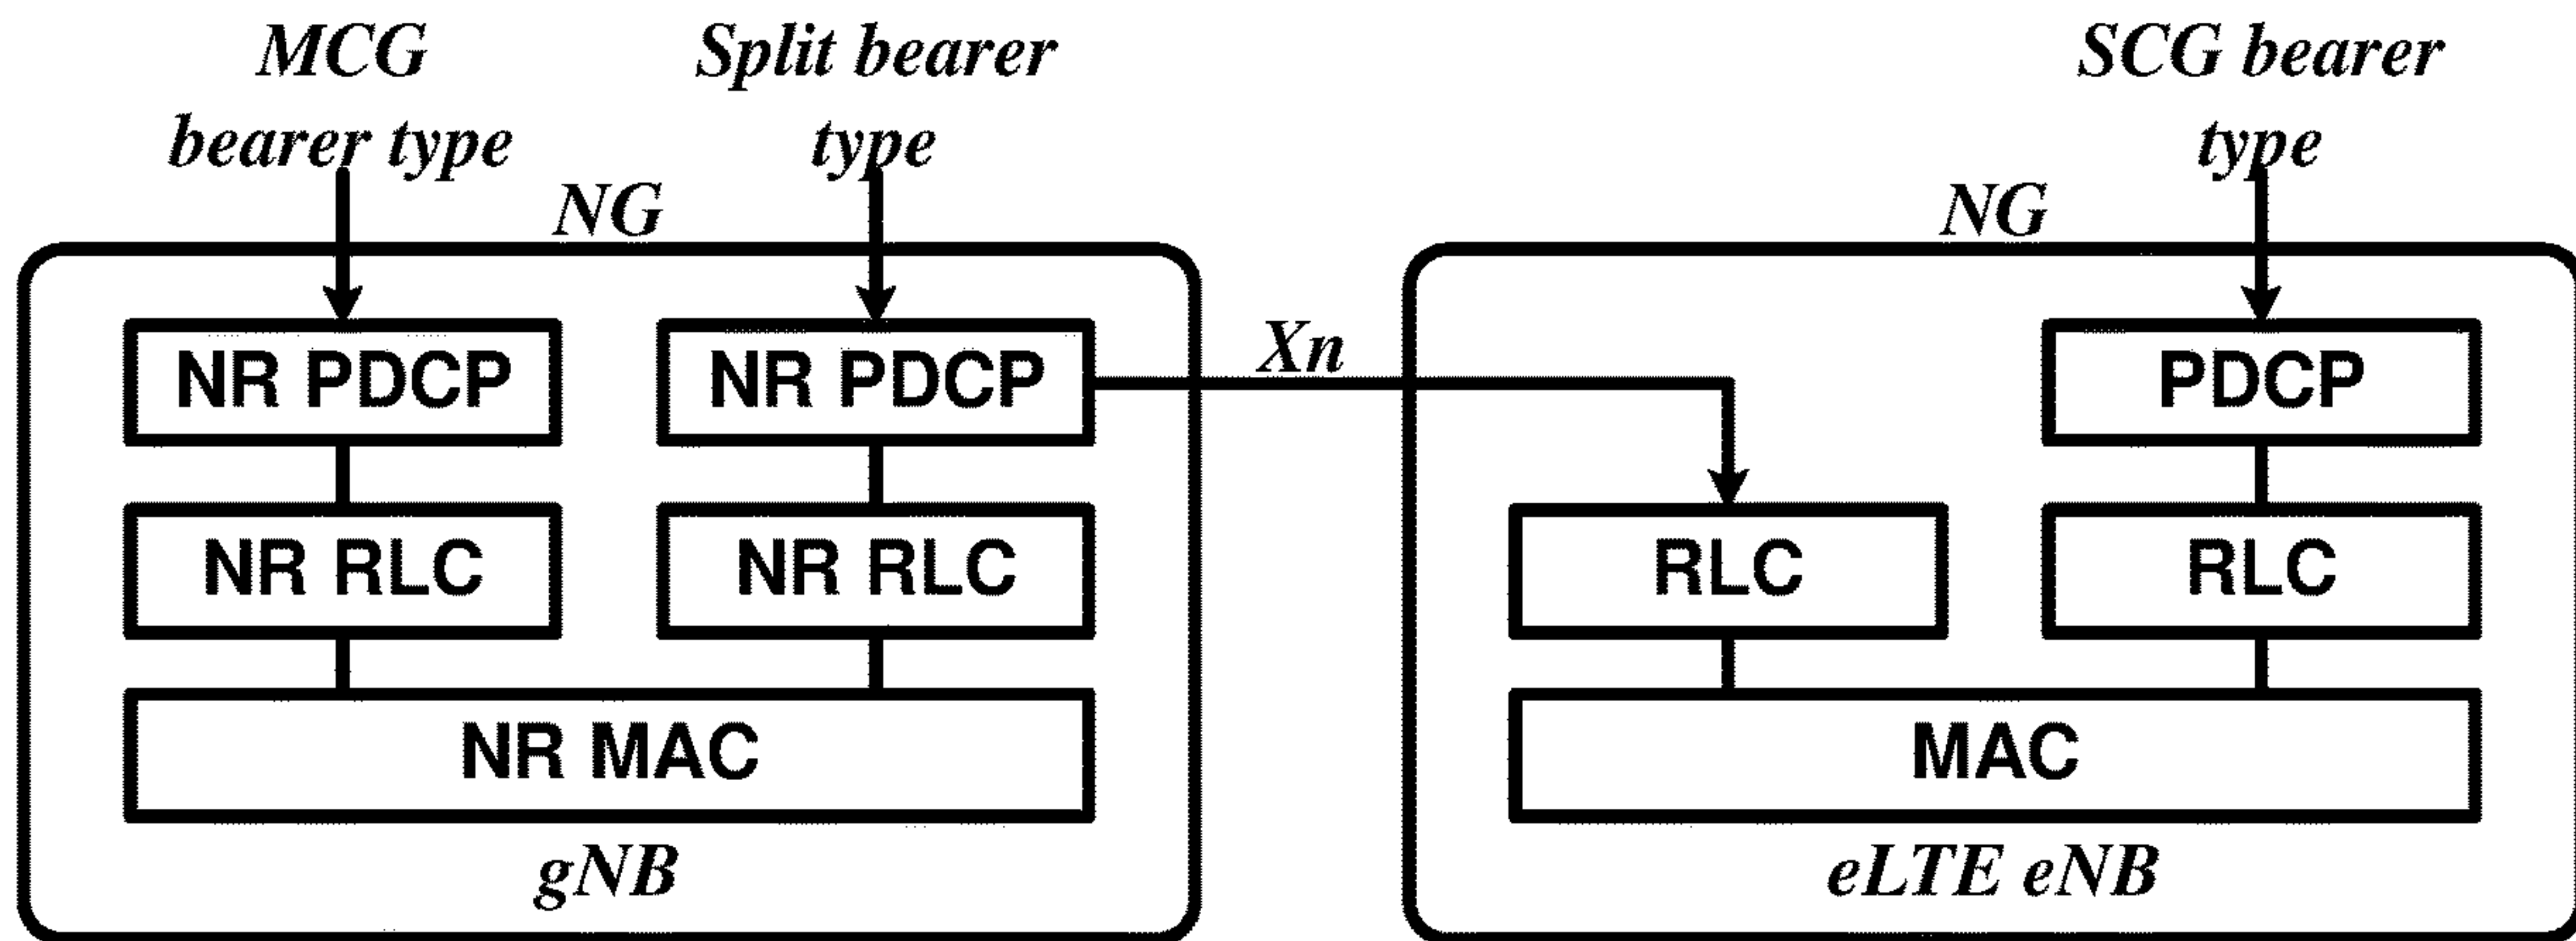 MCG
bearer type
Split bearer
type
SCG bearer
type
NG
NG
Xn
NR PDCP
NR PDCP
PDCP
NR RLC
NR RLC
RLC
RLC
NR MAC
MAC
gNB
eLTE eNB